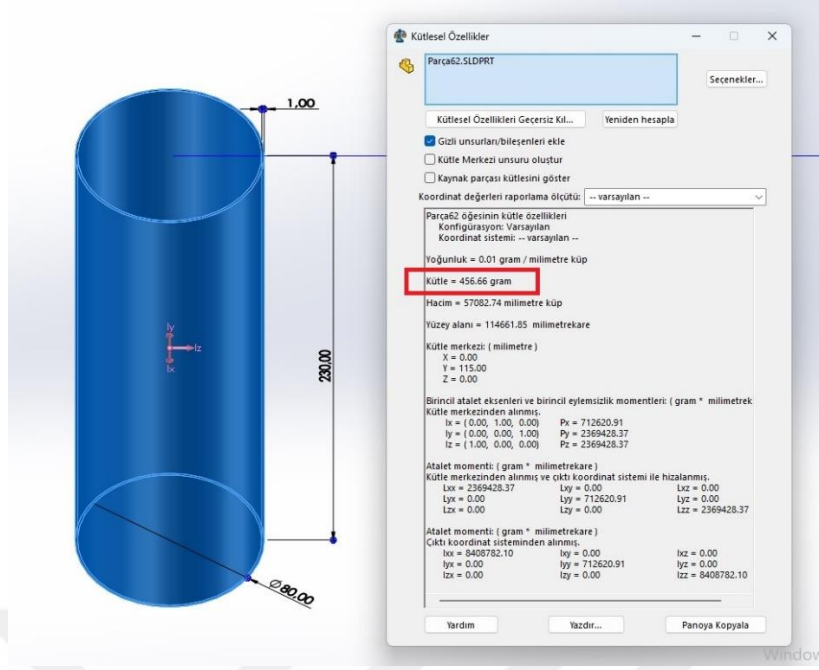 1,00
230,00
Ø80,00
Iy
Iz
Ix
Kütlesel Özellikler
Parça62.SLDPRT
Seçenekler...
Kütlesel Özellikleri Geçersiz Kıl...
Yeniden hesapla
Gizli unsurları/bileşenleri ekle
Kütle Merkezi unsuru oluştur
Kaynak parçası kütlesini göster
Koordinat değerleri raporlama ölçütü: -- varsayılan --
Parça62 öğesinin kütle özellikleri
Konfigürasyon: Varsayılan
Koordinat sistemi: -- varsayılan --
Yoğunluk = 0.01 gram / milimetre küp
Kütle = 456.66 gram
Hacim = 57082.74 milimetre küp
Yüzey alanı = 114661.85 milimetrekare
Kütle merkezi: ( milimetre )
X = 0.00
Y = 115.00
Z = 0.00
Birincil atalet eksenleri ve birincil eylemsizlik momentleri: ( gram * milimetrek
Kütle merkezinden alınmış.
Ix = ( 0.00, 1.00, 0.00) Px = 712620.91
Iy = ( 0.00, 0.00, 1.00) Py = 2369428.37
Iz = ( 1.00, 0.00, 0.00) Pz = 2369428.37
Atalet momenti: ( gram * milimetrekare )
Kütle merkezinden alınmış ve çıktı koordinat sistemi ile hizalanmış.
Lxx = 2369428.37 Lxy = 0.00 Lxz = 0.00
Lyx = 0.00 Lyy = 712620.91 Lyz = 0.00
Lzx = 0.00 Lzy = 0.00 Lzz = 2369428.37
Atalet momenti: ( gram * milimetrekare )
Çıktı koordinat sisteminden alınmış.
Ixx = 8408782.10 Ixy = 0.00 Ixz = 0.00
Iyx = 0.00 Iyy = 712620.91 Iyz = 0.00
Izx = 0.00 Izy = 0.00 Izz = 8408782.10
Yardım
Yazdır...
Panoya Kopyala
Window